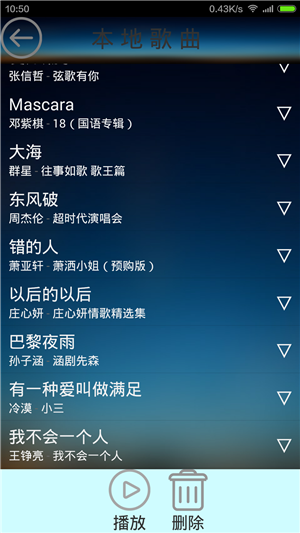 10:50
0.43K/s
本地歌曲
张信哲 - 弦歌有你
Mascara
邓紫棋 - 18（国语专辑）
大海
群星 - 往事如歌 歌王篇
东风破
周杰伦 - 超时代演唱会
错的人
萧亚轩 - 萧洒小姐（预购版）
以后的以后
庄心妍 - 庄心妍情歌精选集
巴黎夜雨
孙子涵 - 涵剧先森
有一种爱叫做满足
冷漠 - 小三
我不会一个人
王铮亮 - 我不会一个人
播放
删除